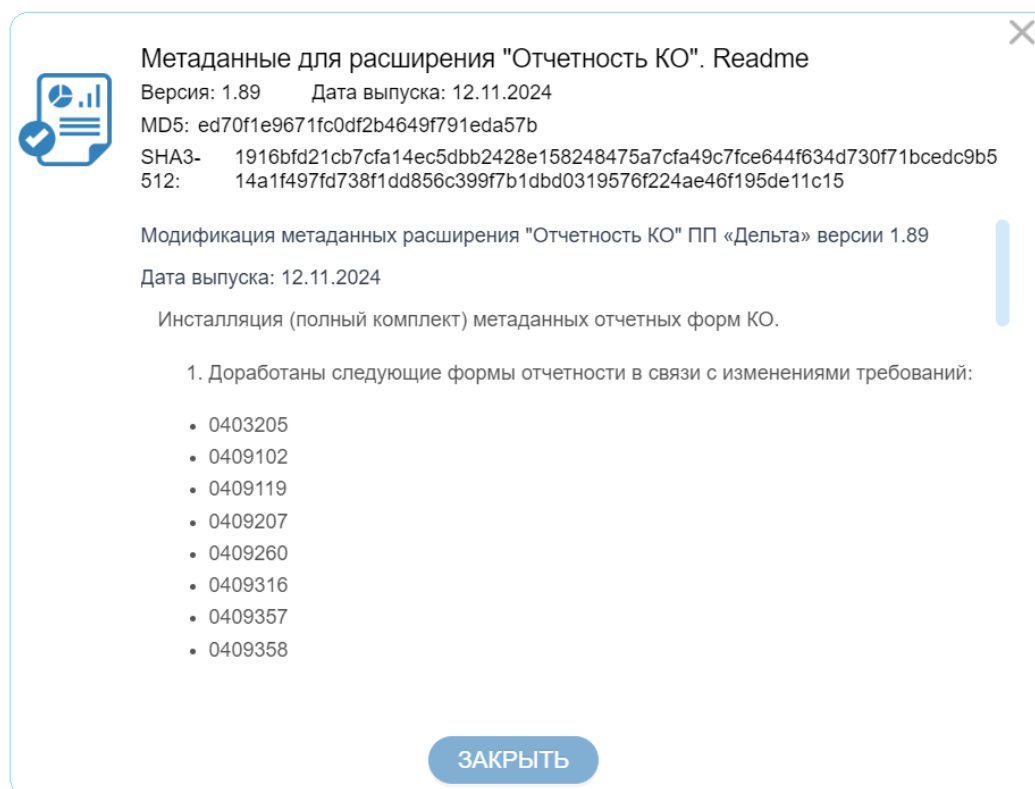 Метаданные для расширения "Отчетность КО". Readme
Версия: 1.89 Дата выпуска: 12.11.2024
MD5: ed70f1e9671fc0df2b4649f791eda57b
SHA3-512: 1916bfd21cb7cfa14ec5dbb2428e158248475a7cfa49c7fce644f634d730f71bcedc9b5
14a1f497fd738f1dd856c399f7b1dbd0319576f224ae46f195de11c15
Модификация метаданных расширения "Отчетность КО" ПП «Дельта» версии 1.89
Дата выпуска: 12.11.2024
Инсталляция (полный комплект) метаданных отчетных форм КО.
1. Доработаны следующие формы отчетности в связи с изменениями требований:
• 0403205
• 0409102
• 0409119
• 0409207
• 0409260
• 0409316
• 0409357
• 0409358
ЗАКРЫТЬ